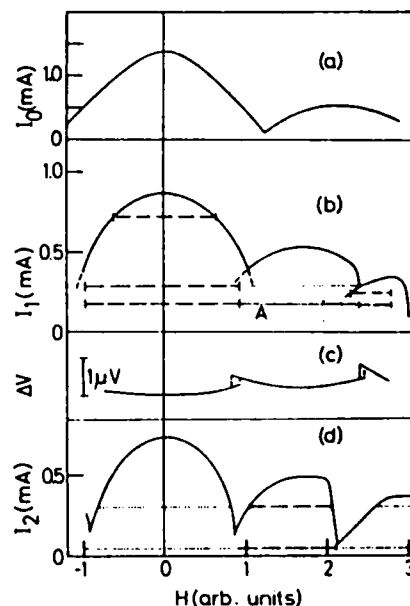 (a)
I₀(mA)
1.0
0
(b)
I₁(mA)
1.0
0.5
0
A
(c)
ΔV
1μV
(d)
I₂(mA)
0.5
0
-1 0 1 2 3
H(arb. units)